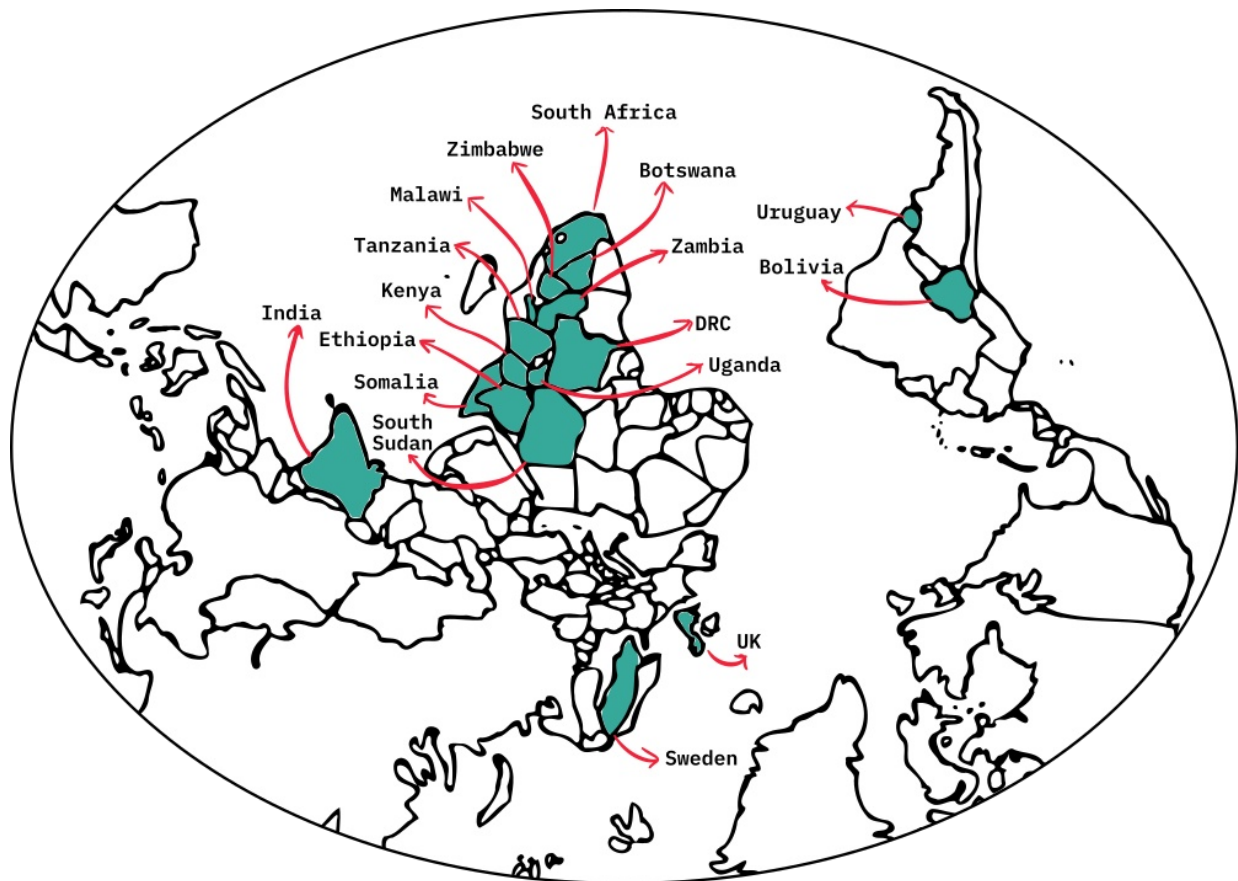 South Africa
Zimbabwe
Botswana
Malawi
Uruguay
Tanzania
Zambia
Bolivia
Kenya
India
DRC
Ethiopia
Uganda
Somalia
South
Sudan
UK
Sweden